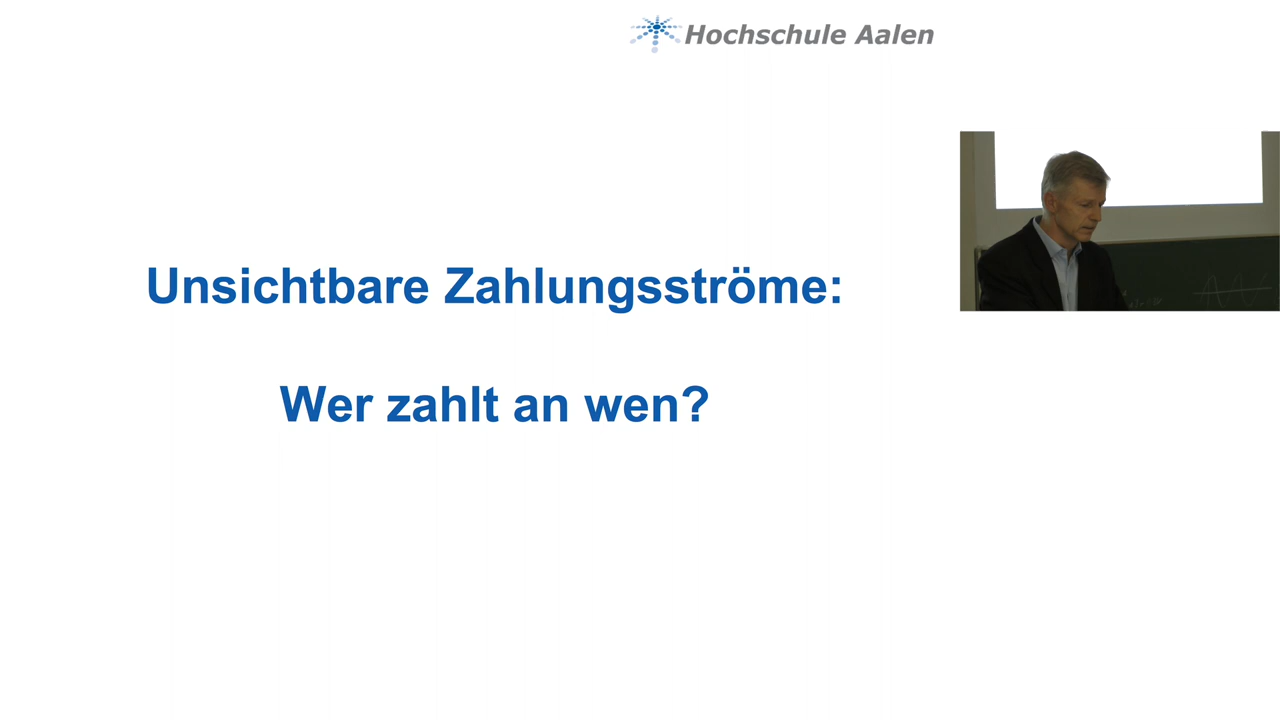 Hochschule Aalen
Unsichtbare Zahlungsströme:
Wer zahlt an wen?